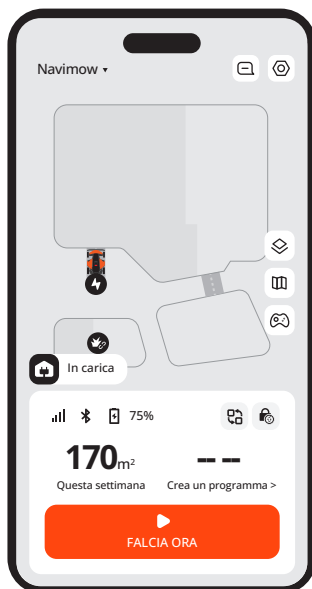 Navimow
In carica
75%
170m²
-- --
Questa settimana
Crea un programma >
FALCIA ORA